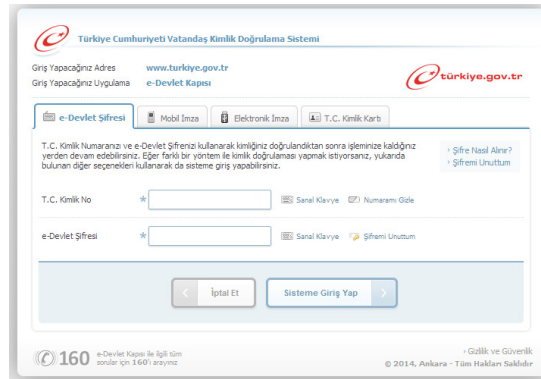 Türkiye Cumhuriyeti Vatandaş Kimlik Doğrulama Sistemi
Giriş Yapacağınız Adres www.turkiye.gov.tr
Giriş Yapacağınız Uygulama e-Devlet Kapısı
türkiye.gov.tr
e-Devlet Şifresi Mobil İmza Elektronik İmza T.C. Kimlik Kartı
T.C. Kimlik Numaranızı ve e-Devlet Şifrenizi kullanarak kimliğiniz doğrulandıktan sonra işleminize kaldığınız
yerden devam edebilirsiniz. Eğer farklı bir yöntem ile kimlik doğrulaması yapmak istiyorsanız, yukarıda
bulunan diğer seçenekleri kullanarak da sisteme giriş yapabilirsiniz.
› Şifre Nasıl Alınır?
› Şifremi Unuttum
T.C. Kimlik No * Sanal Klavye Numaramı Gizle
e-Devlet Şifresi * Sanal Klavye Şifremi Unuttum
İptal Et Sisteme Giriş Yap
160 e-Devlet Kapısı ile ilgili tüm
sorular için 160'ı arayınız
› Gizlilik ve Güvenlik
© 2014, Ankara - Tüm Hakları Saklıdır